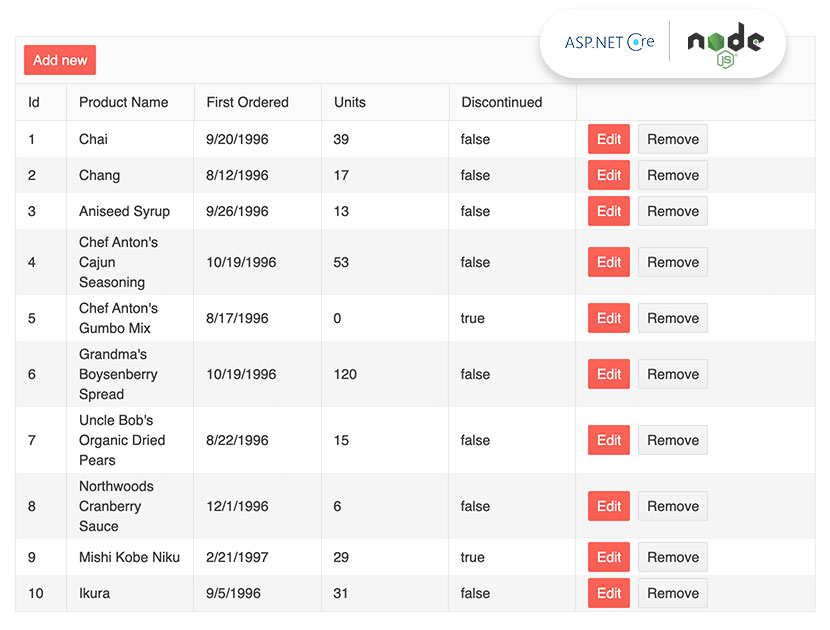 ASP.NET Core
node
JS
Add new
Id Product Name First Ordered Units Discontinued
1 Chai 9/20/1996 39 false Edit Remove
2 Chang 8/12/1996 17 false Edit Remove
3 Aniseed Syrup 9/26/1996 13 false Edit Remove
Chef Anton's
4 Cajun 10/19/1996 53 false Edit Remove
Seasoning
Chef Anton's
5 8/17/1996 0 true Edit Remove
Gumbo Mix
Grandma's
6 Boysenberry 10/19/1996 120 false Edit Remove
Spread
Uncle Bob's
7 Organic Dried 8/22/1996 15 false Edit Remove
Pears
Northwoods
8 Cranberry 12/1/1996 6 false Edit Remove
Sauce
9 Mishi Kobe Niku 2/21/1997 29 true Edit Remove
10 Ikura 9/5/1996 31 false Edit Remove